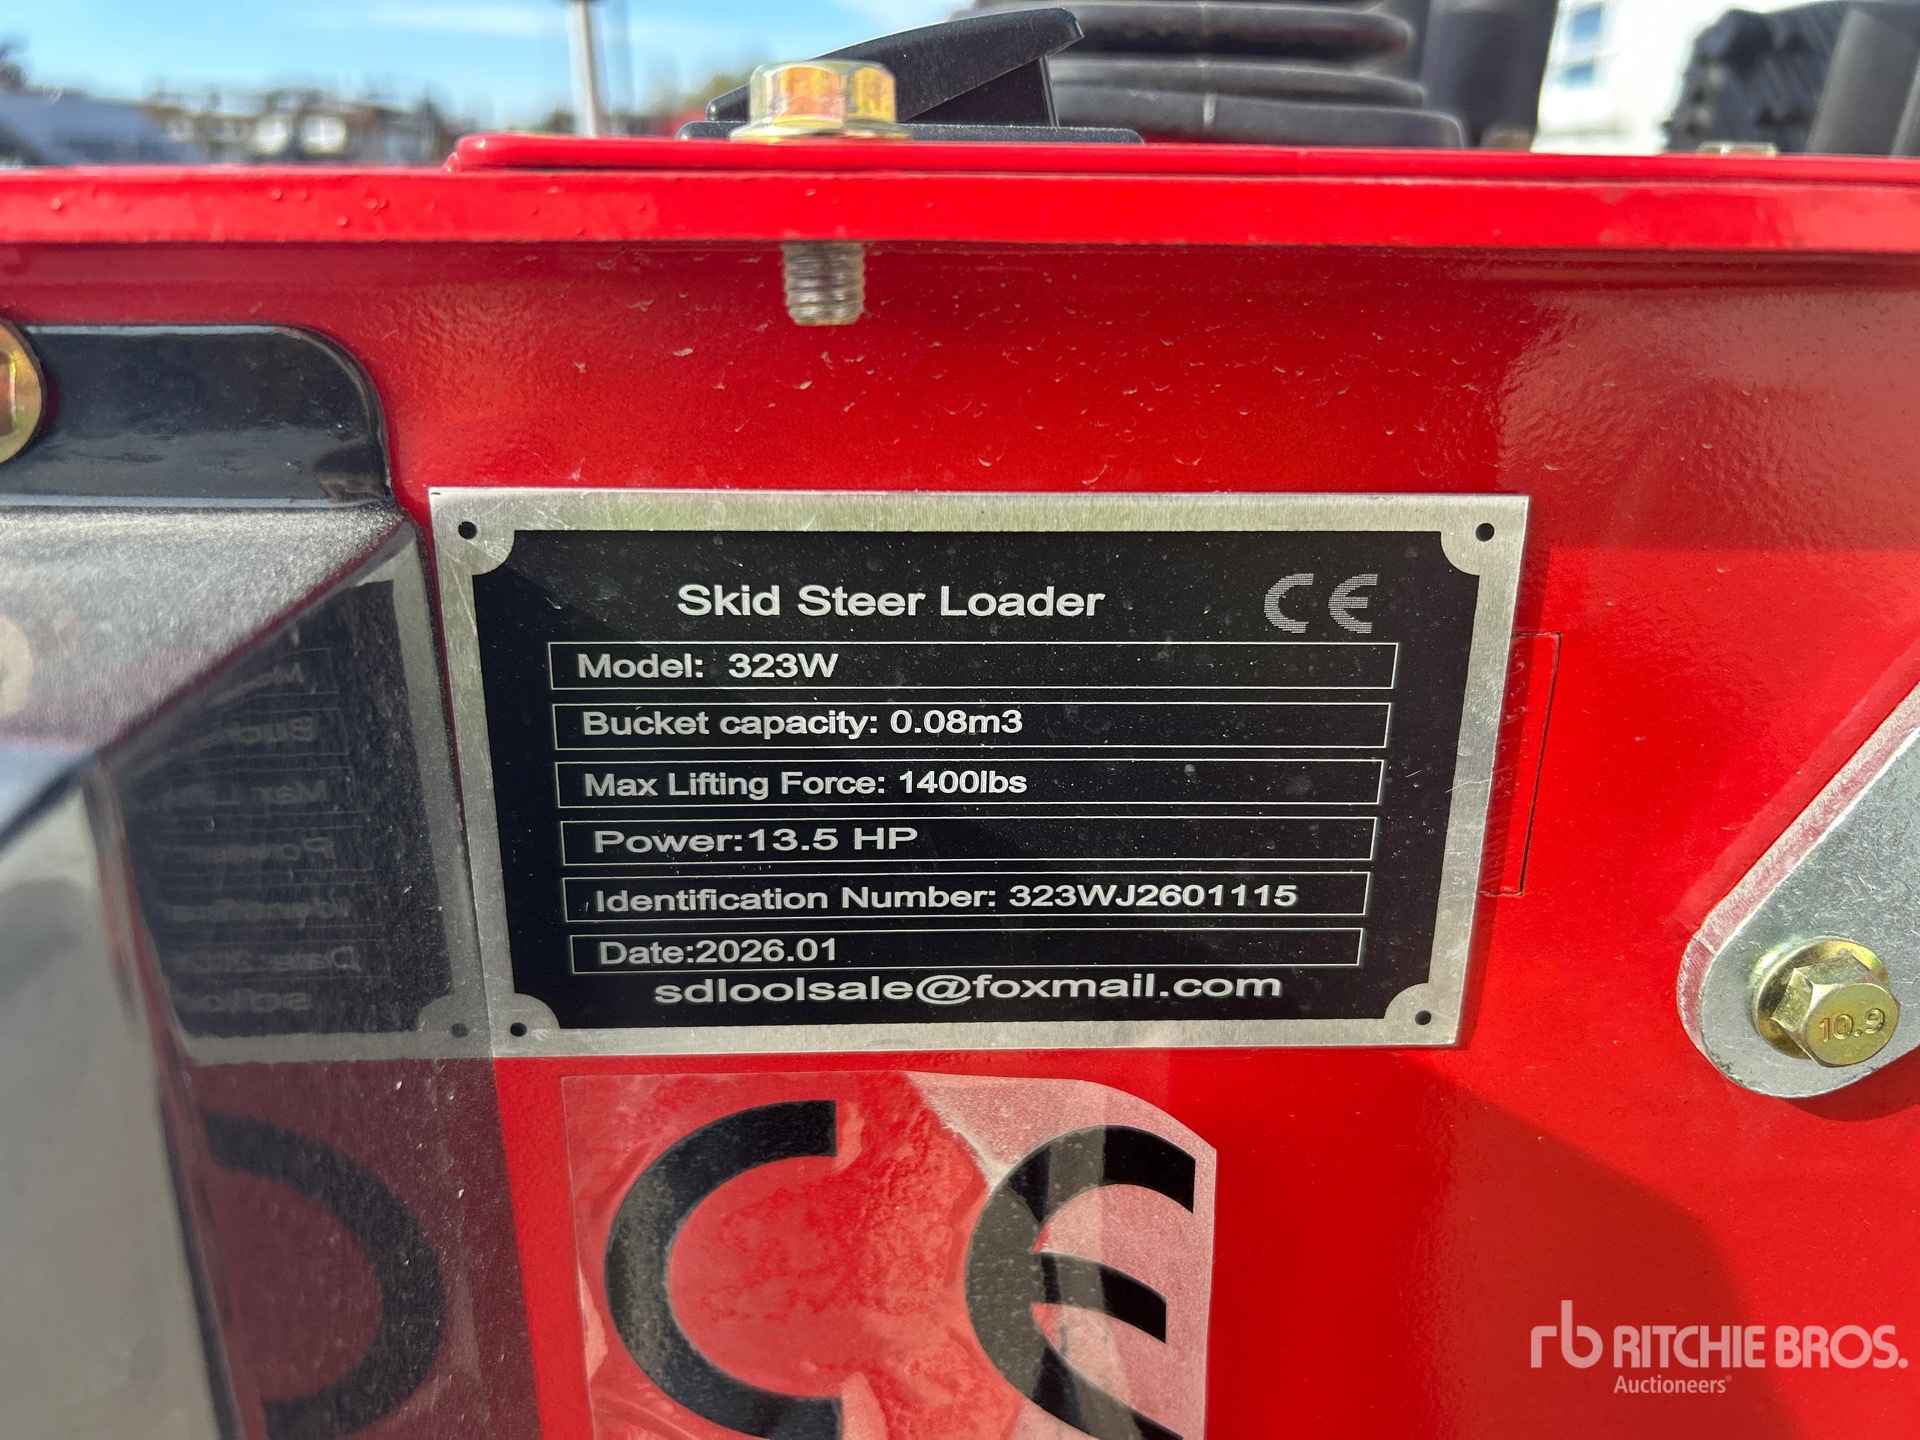 Skid Steer Loader CE
Model: 323W
Bucket capacity: 0.08m3
Max Lifting Force: 1400lbs
Power:13.5 HP
Identification Number: 323WJ2601115
Date:2026.01
sdloolsale@foxmail.com
10.9
CE
rb RITCHIE BROS.
Auctioneers